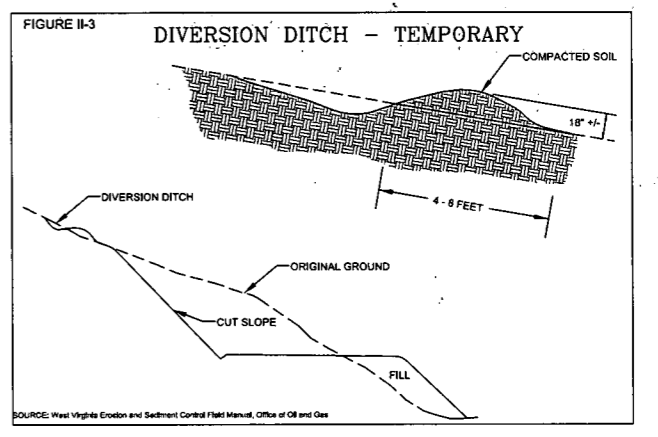 FIGURE II-3
DIVERSION DITCH - TEMPORARY
COMPACTED SOIL
18" +/-
4 - 6 FEET
DIVERSION DITCH
ORIGINAL GROUND
CUT SLOPE
FILL
SOURCE: West Virginia Erosion and Sediment Control Field Manual, Office of Oil and Gas